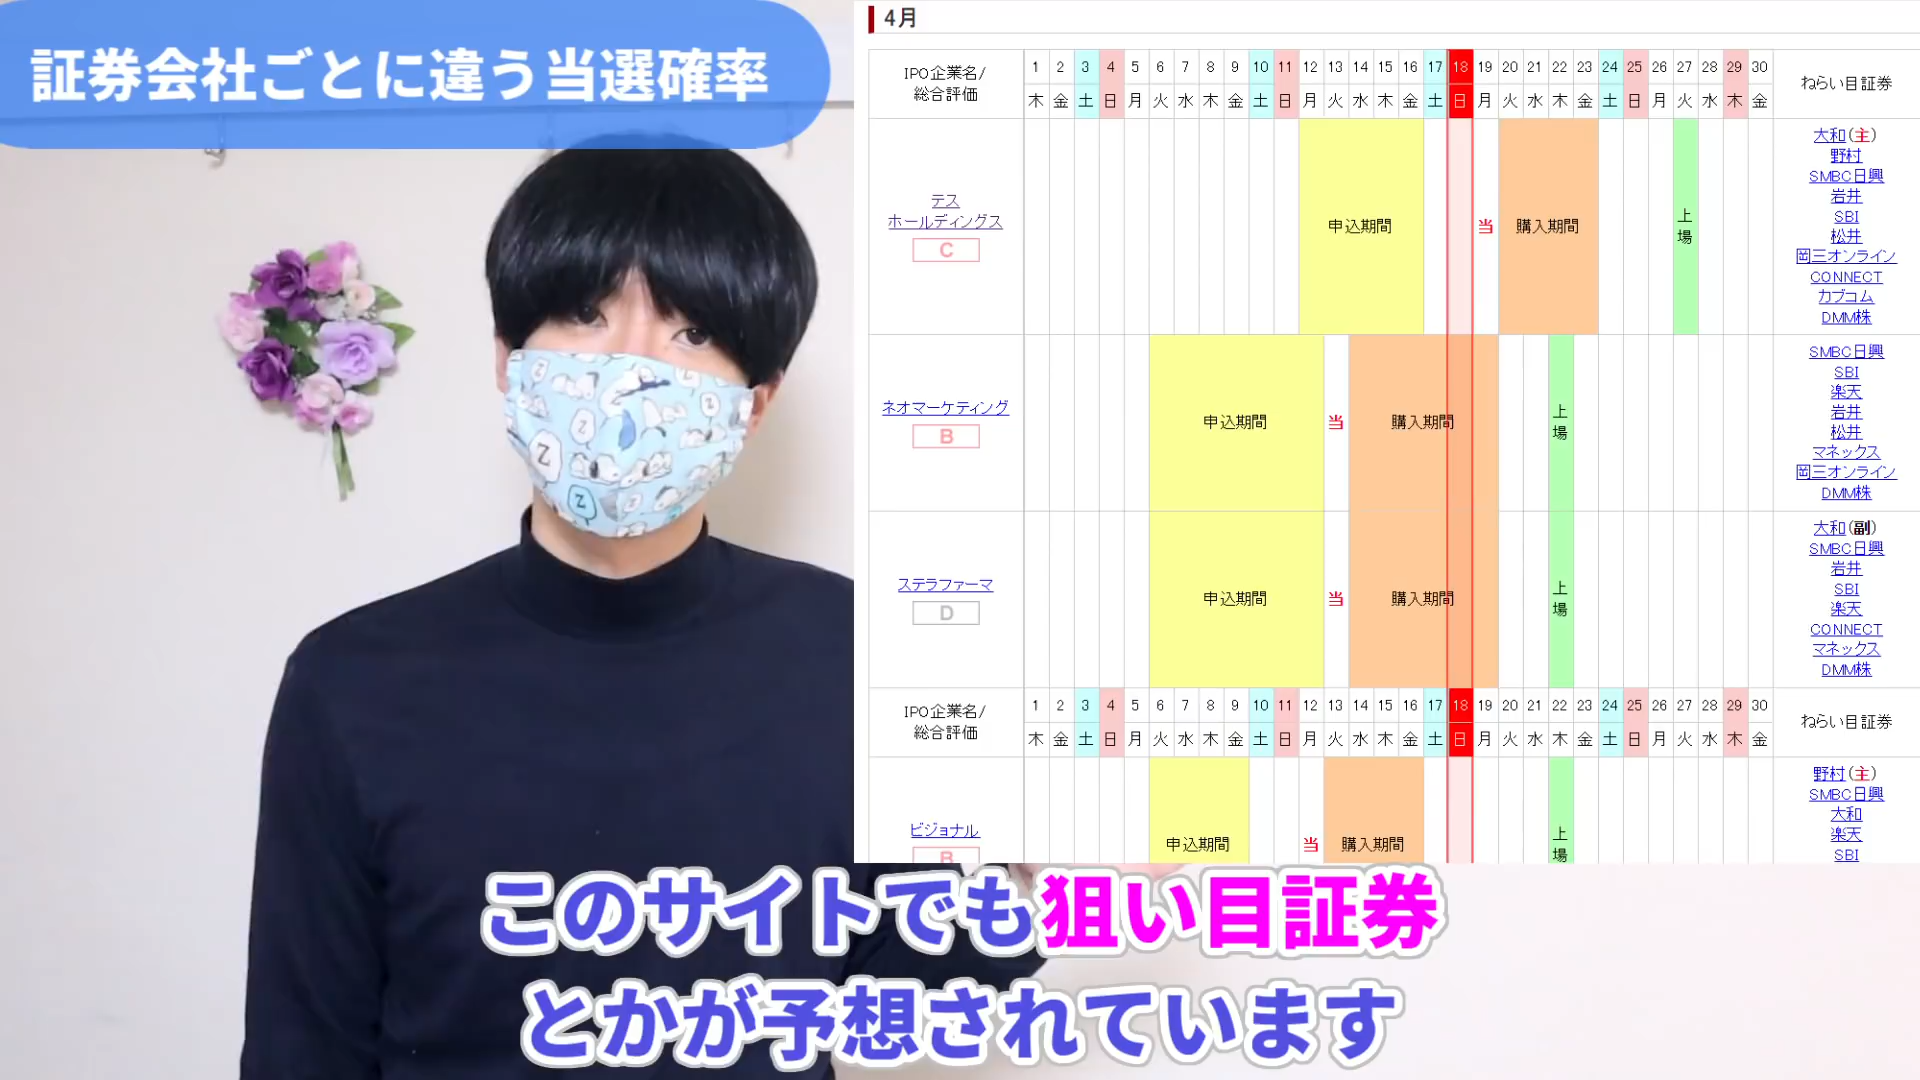 証券会社ごとに違う当選確率
4月
IPO企業名/
総合評価
1 2 3 4 5 6 7 8 9 10 11 12 13 14 15 16 17 18 19 20 21 22 23 24 25 26 27 28 29 30
木 金 土 日 月 火 水 木 金 土 日 月 火 水 木 金 土 日 月 火 水 木 金 土 日 月 火 水 木 金
ねらい目証券
テス
ホールディングス
C
申込期間
当
購入期間
上
場
大和(主)
野村
SMBC日興
岩井
SBI
松井
岡三オンライン
CONNECT
カブコム
DMM株
ネオマーケティング
B
申込期間
当
購入期間
上
場
SMBC日興
SBI
楽天
岩井
松井
マネックス
岡三オンライン
DMM株
ステラファーマ
D
申込期間
当
購入期間
上
場
大和(副)
SMBC日興
岩井
SBI
楽天
CONNECT
マネックス
DMM株
IPO企業名/
総合評価
1 2 3 4 5 6 7 8 9 10 11 12 13 14 15 16 17 18 19 20 21 22 23 24 25 26 27 28 29 30
木 金 土 日 月 火 水 木 金 土 日 月 火 水 木 金 土 日 月 火 水 木 金 土 日 月 火 水 木 金
ねらい目証券
ビジョナル
B
申込期間
当
購入期間
上
場
野村(主)
SMBC日興
大和
楽天
SBI
Z
Z
Z
Z
このサイトでも狙い目証券
とかが予想されています